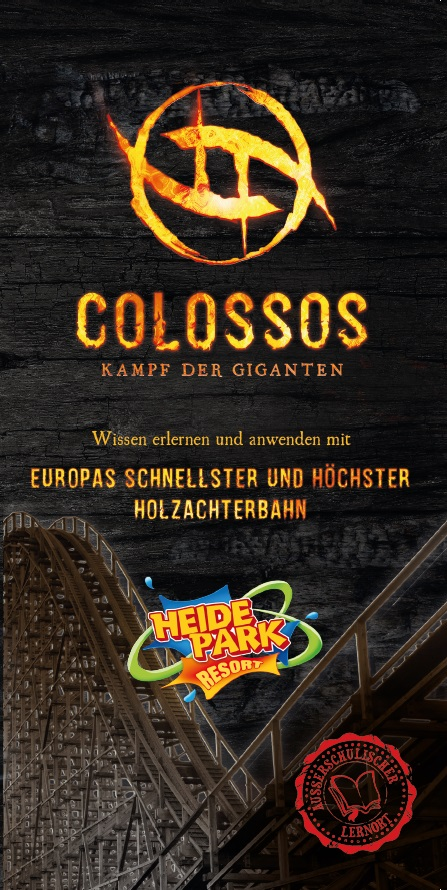 COLOSSOS
KAMPF DER GIGANTEN
Wissen erlernen und anwenden mit
EUROPAS SCHNELLSTER UND HÖCHSTER
HOLZACHTERBAHN
HEIDE
PARK
RESORT
AUSSERSCHULISCHER
LERNORT